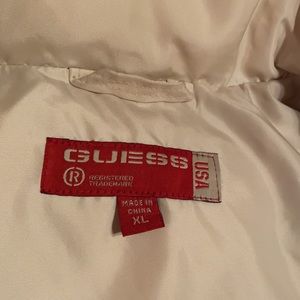 GUESS
USA
®
REGISTERED
TRADEMARK
MADE IN
CHINA
XL